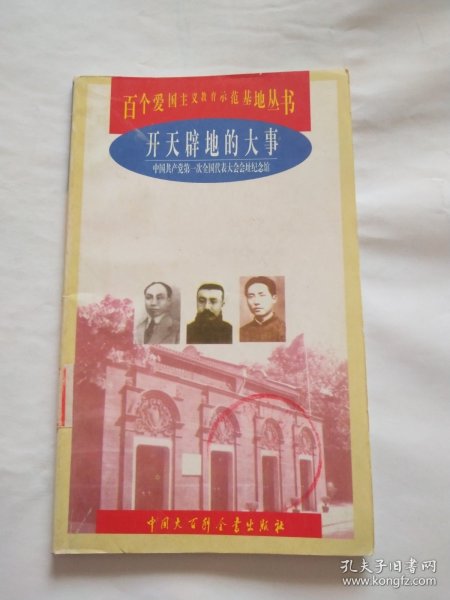 百个爱国主义教育示范基地丛书
开天辟地的大事
中国共产党第一次全国代表大会会址纪念馆
中国大百科全书出版社
孔夫子旧书网
www.kongfz.com